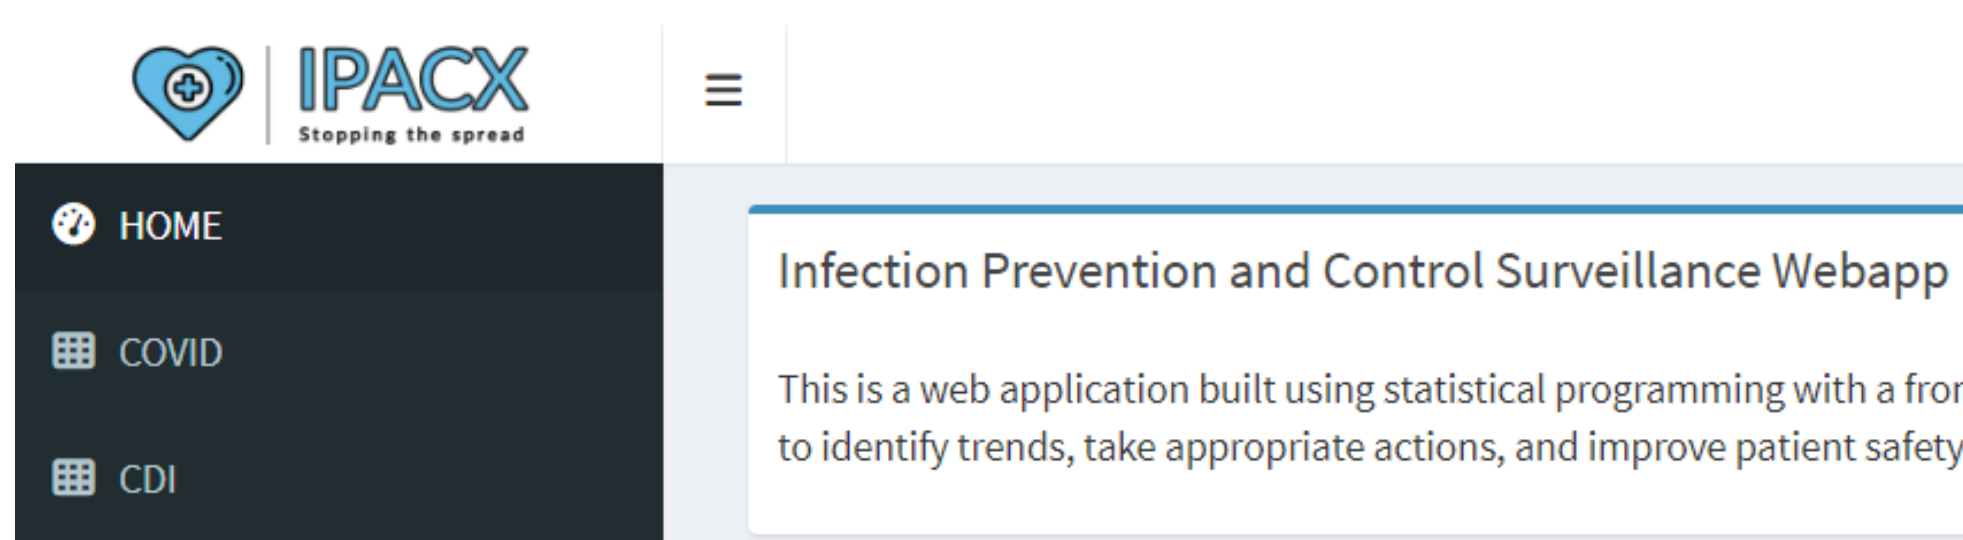 IPACX
Stopping the spread
HOME
COVID
CDI
Infection Prevention and Control Surveillance Webapp
This is a web application built using statistical programming with a
to identify trends, take appropriate actions, and improve patient safety